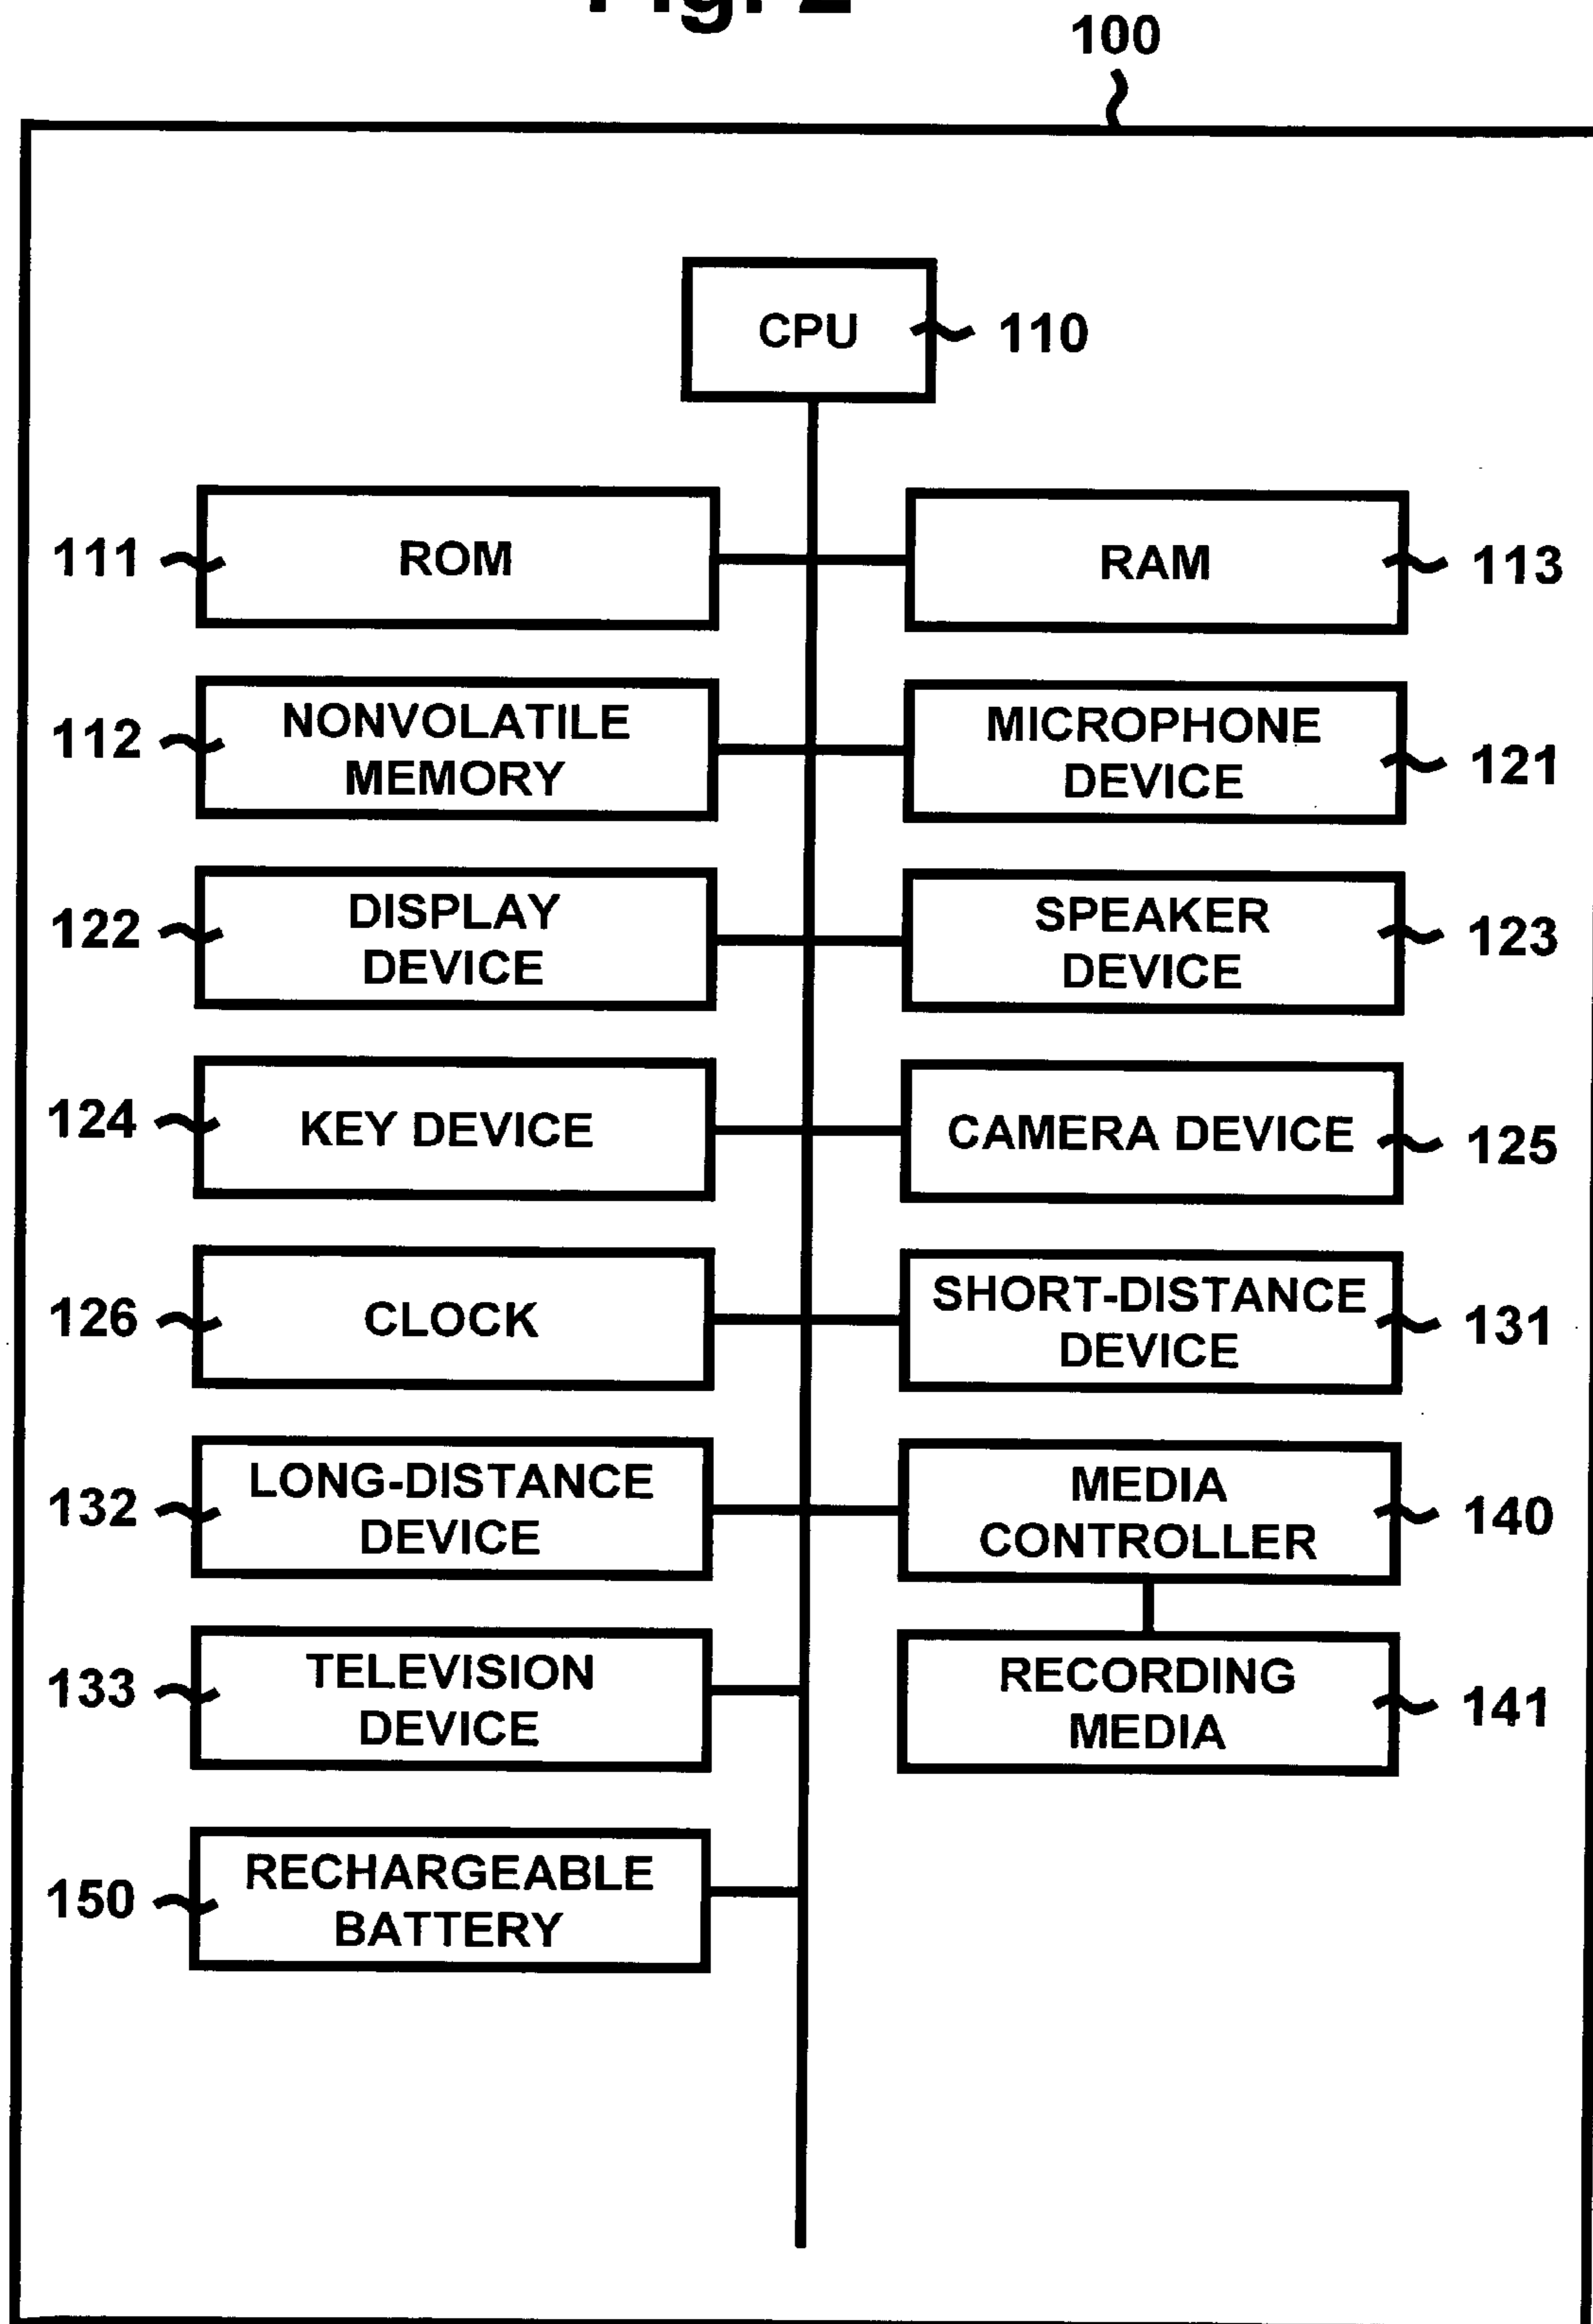 Fig. 2
100
CPU
110
111
ROM
RAM
113
112
NONVOLATILE
MEMORY
MICROPHONE
DEVICE
121
122
DISPLAY
DEVICE
SPEAKER
DEVICE
123
124
KEY DEVICE
CAMERA DEVICE
125
126
CLOCK
SHORT-DISTANCE
DEVICE
131
132
LONG-DISTANCE
DEVICE
MEDIA
CONTROLLER
140
133
TELEVISION
DEVICE
RECORDING
MEDIA
141
150
RECHARGEABLE
BATTERY